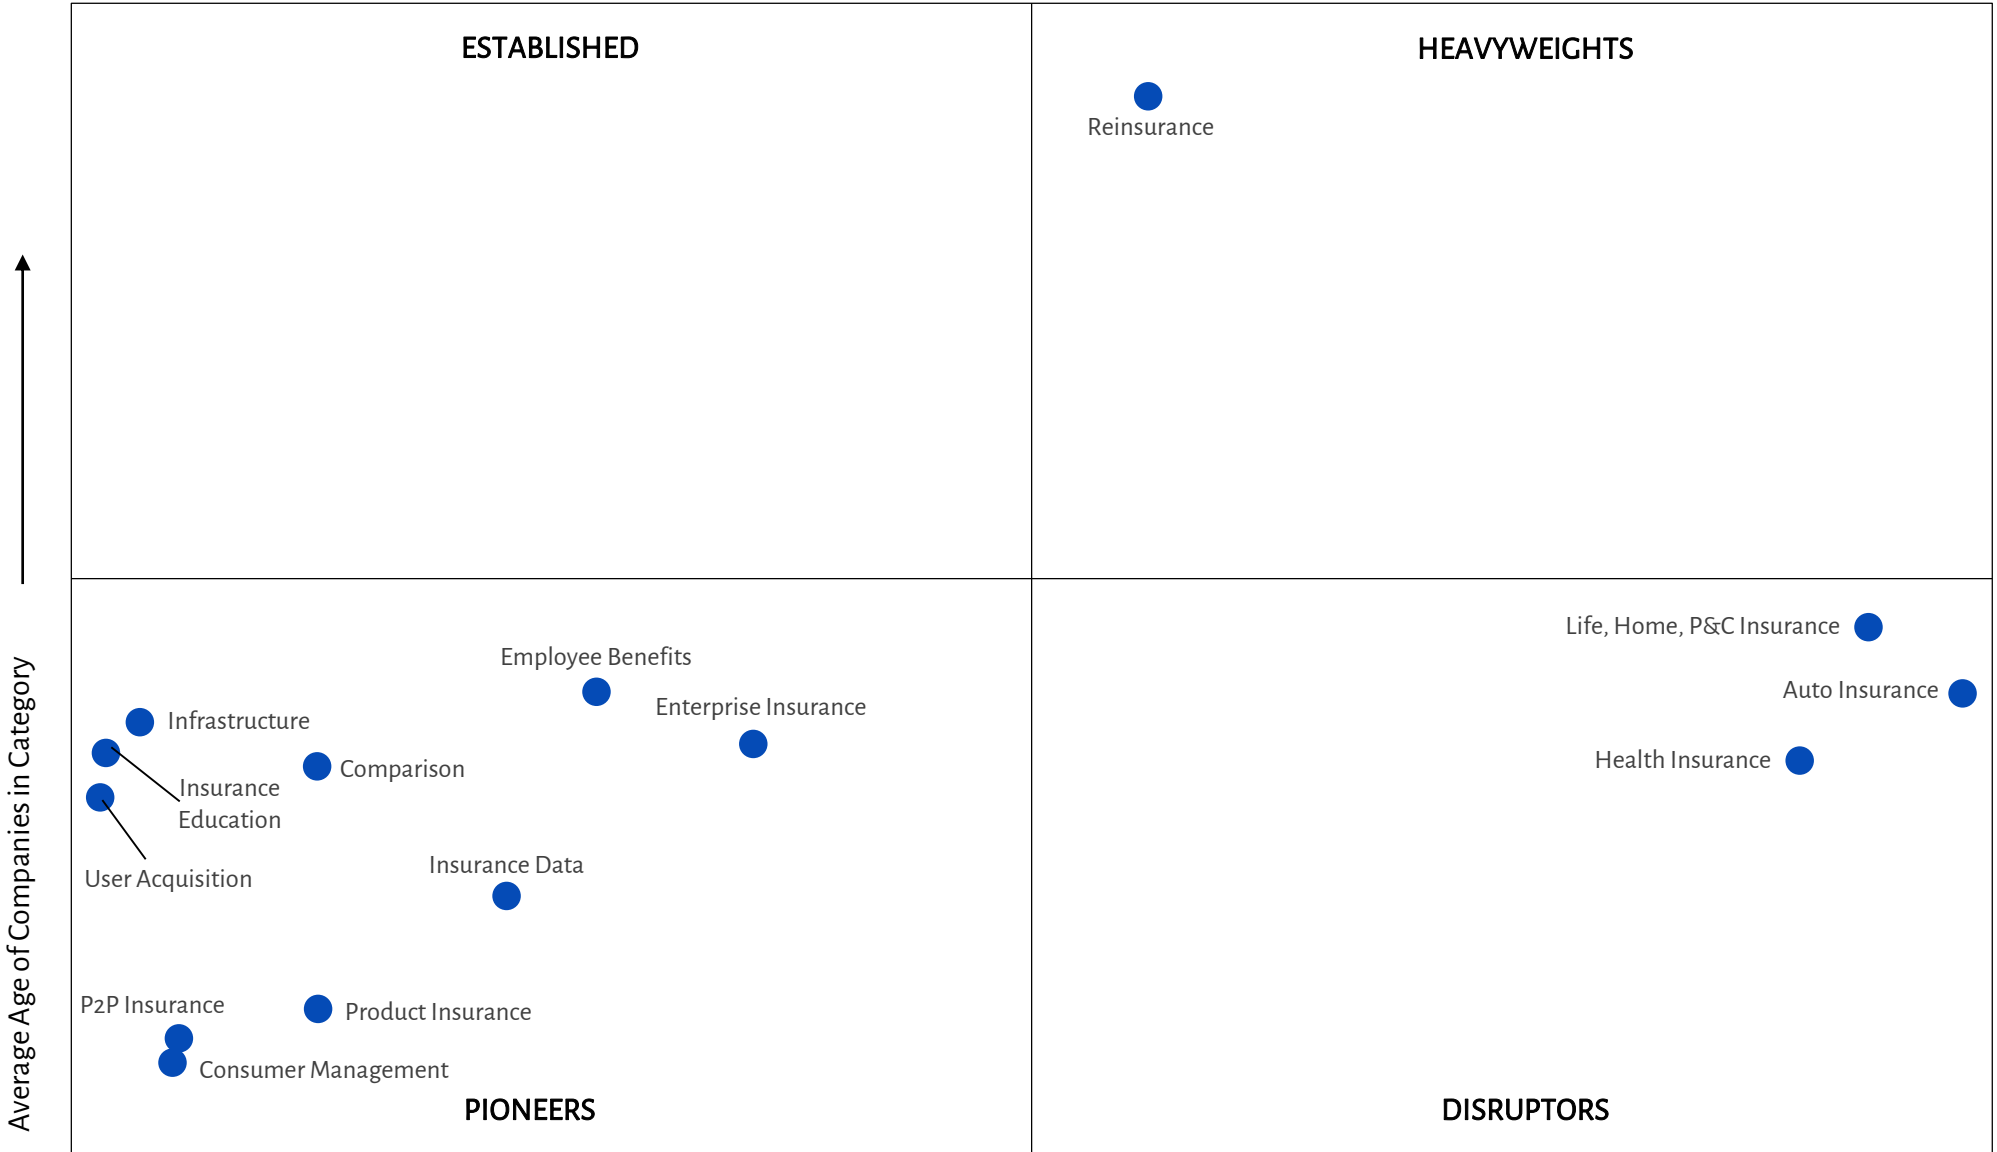 ESTABLISHED
HEAVYWEIGHTS
Reinsurance
Average Age of Companies in Category
Life, Home, P&C Insurance
Employee Benefits
Auto Insurance
Enterprise Insurance
Infrastructure
Health Insurance
Comparison
Insurance
Education
Insurance Data
User Acquisition
P2P Insurance
Product Insurance
Consumer Management
PIONEERS
DISRUPTORS